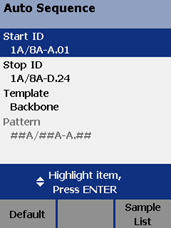 Auto Sequence
Start ID
1A/8A-A.01
Stop ID
1A/8A-D.24
Template
Backbone
Pattern
##A/##A-A.##
Highlight item,
Press ENTER
Default
Sample
List